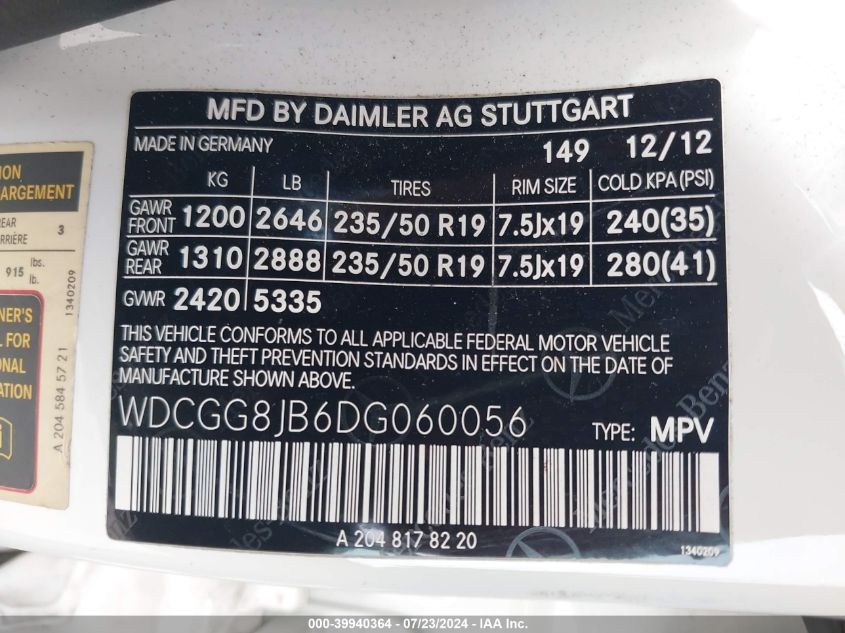 MFD BY DAIMLER AG STUTTGART
MADE IN GERMANY 149 12/12
KG LB TIRES RIM SIZE COLD KPA(PSI)
GAWR FRONT 1200 2646 235/50 R19 7.5Jx19 240(35)
GAWR REAR 1310 2888 235/50 R19 7.5Jx19 280(41)
GVWR 2420 5335
THIS VEHICLE CONFORMS TO ALL APPLICABLE FEDERAL MOTOR VEHICLE
SAFETY AND THEFT PREVENTION STANDARDS IN EFFECT ON THE DATE OF
MANUFACTURE SHOWN ABOVE.
WDCGG8JB6DG060056 TYPE: MPV
A 204 817 82 20
1340209
ION
ARGEMENT
REAR
ARRIÈRE 3
915 lbs.
lb.
1340209
A 204 584 57 21
NER'S
L FOR
ONAL
ATION
Mercedes-Benz
000-39940364 - 07/23/2024 - IAA Inc.